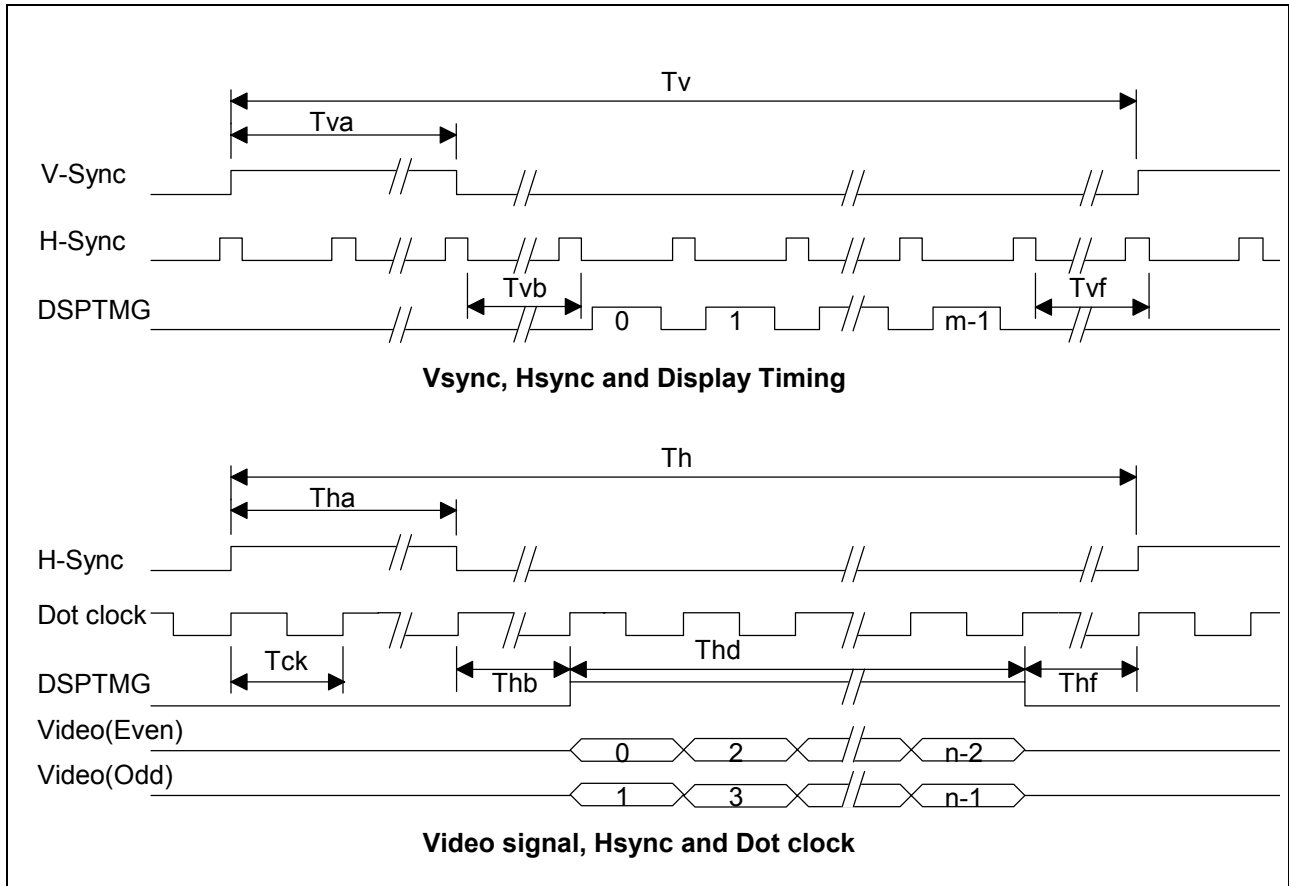 Tv
Tva
V-Sync
H-Sync
Tvb
Tvf
DSPTMG
0 1 m-1
Vsync, Hsync and Display Timing
Th
Tha
H-Sync
Dot clock
Tck
Thb
Thd
Thf
DSPTMG
Video(Even)
0 2 n-2
Video(Odd)
1 3 n-1
Video signal, Hsync and Dot clock